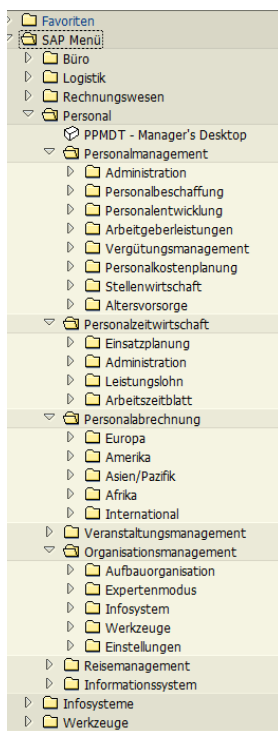 Favoriten
SAP Menü
Büro
Logistik
Rechnungswesen
Personal
PPMDT - Manager's Desktop
Personalmanagement
Administration
Personalbeschaffung
Personalentwicklung
Arbeitgeberleistungen
Vergütungsmanagement
Personalkostenplanung
Stellenwirtschaft
Altersvorsorge
Personalzeitwirtschaft
Einsatzplanung
Administration
Leistungslohn
Arbeitszeitblatt
Personalabrechnung
Europa
Amerika
Asien/Pazifik
Afrika
International
Veranstaltungsmanagement
Organisationsmanagement
Aufbauorganisation
Expertenmodus
Infosystem
Werkzeuge
Einstellungen
Reisemanagement
Informationssystem
Infosysteme
Werkzeuge